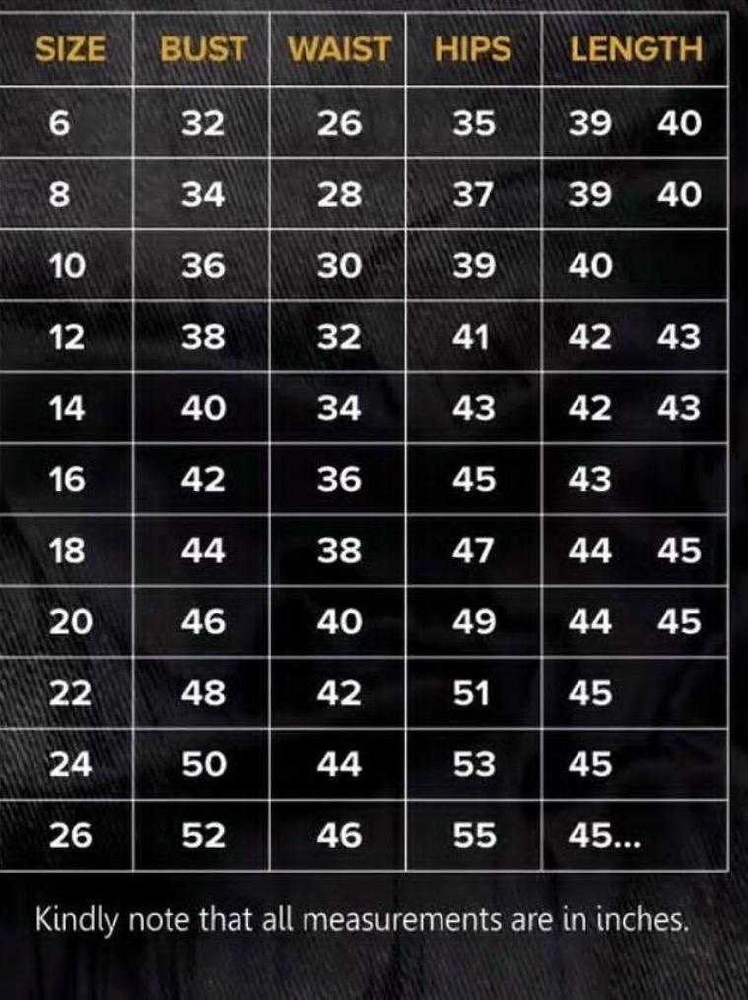 SIZE BUST WAIST HIPS LENGTH
6 32 26 35 39 40
8 34 28 37 39 40
10 36 30 39 40
12 38 32 41 42 43
14 40 34 43 42 43
16 42 36 45 43
18 44 38 47 44 45
20 46 40 49 44 45
22 48 42 51 45
24 50 44 53 45
26 52 46 55 45...
Kindly note that all measurements are in inches.